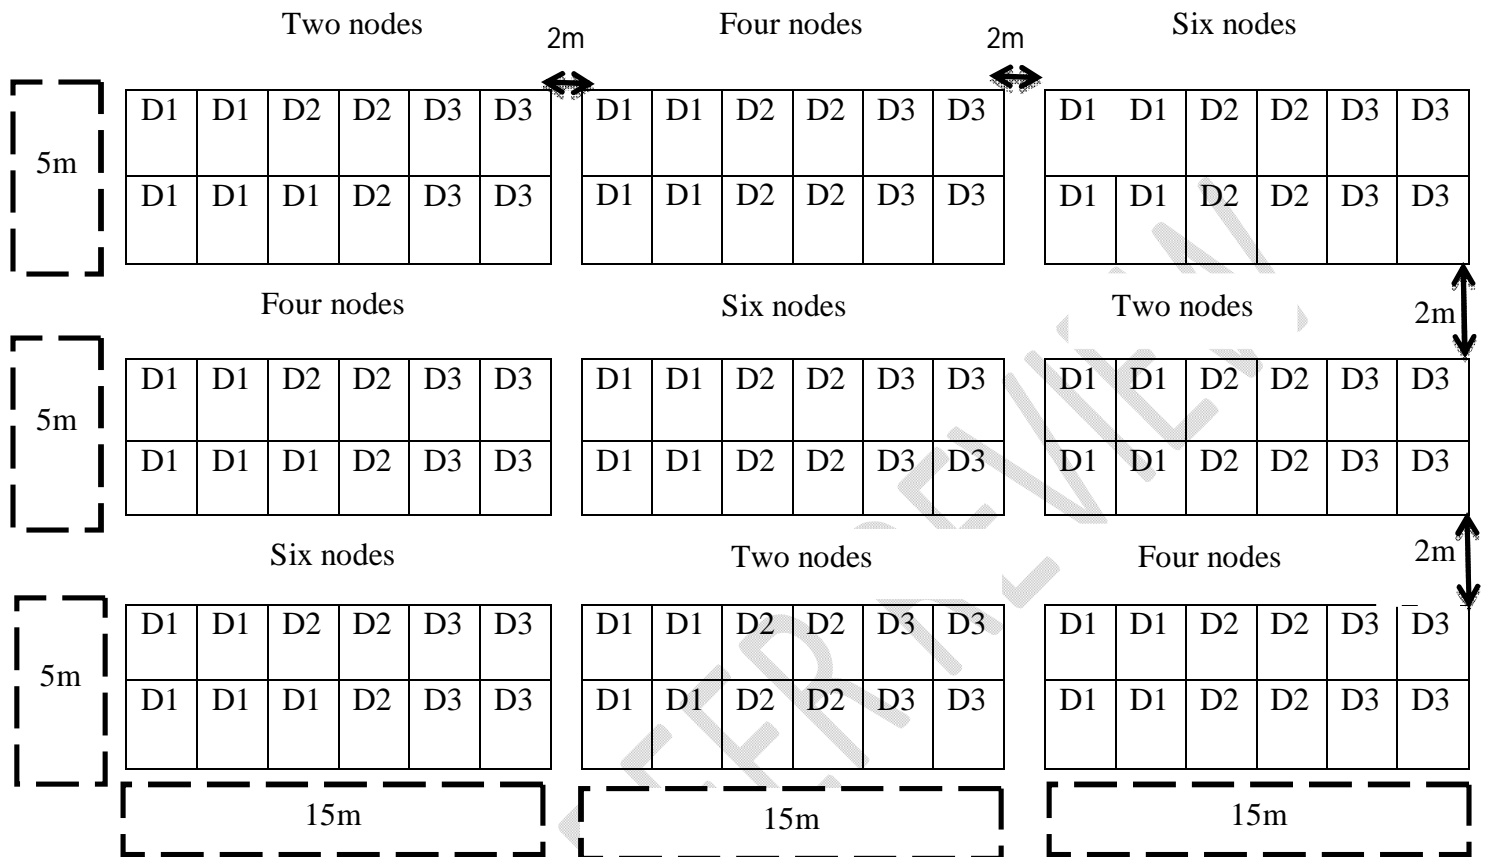 Two nodes 2m Four nodes 2m Six nodes
D1 D1 D2 D2 D3 D3 D1 D1 D2 D2 D3 D3 D1 D1 D2 D2 D3 D3
5m
D1 D1 D1 D2 D3 D3 D1 D1 D2 D2 D3 D3 D1 D1 D2 D2 D3 D3
Four nodes Six nodes Two nodes 2m
D1 D1 D2 D2 D3 D3 D1 D1 D2 D2 D3 D3 D1 D1 D2 D2 D3 D3
5m
D1 D1 D1 D2 D3 D3 D1 D1 D2 D2 D3 D3 D1 D1 D2 D2 D3 D3
Six nodes Two nodes Four nodes 2m
D1 D1 D2 D2 D3 D3 D1 D1 D2 D2 D3 D3 D1 D1 D2 D2 D3 D3
5m
D1 D1 D1 D2 D3 D3 D1 D1 D2 D2 D3 D3 D1 D1 D2 D2 D3 D3
15m 15m 15m